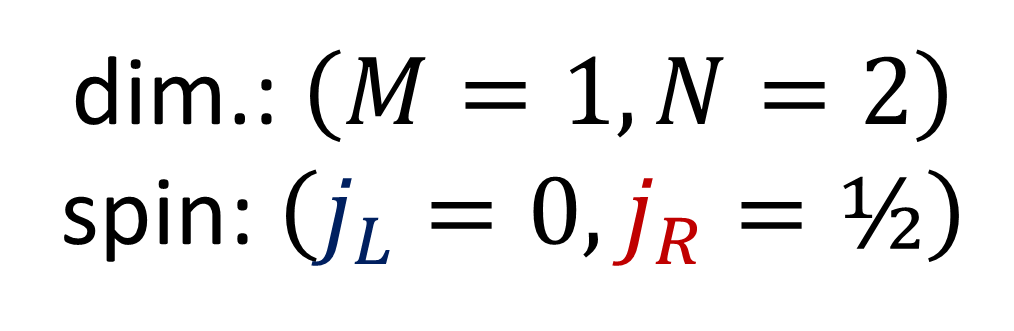 dim.: (M = 1, N = 2)
spin: (j_L = 0, j_R = ½)